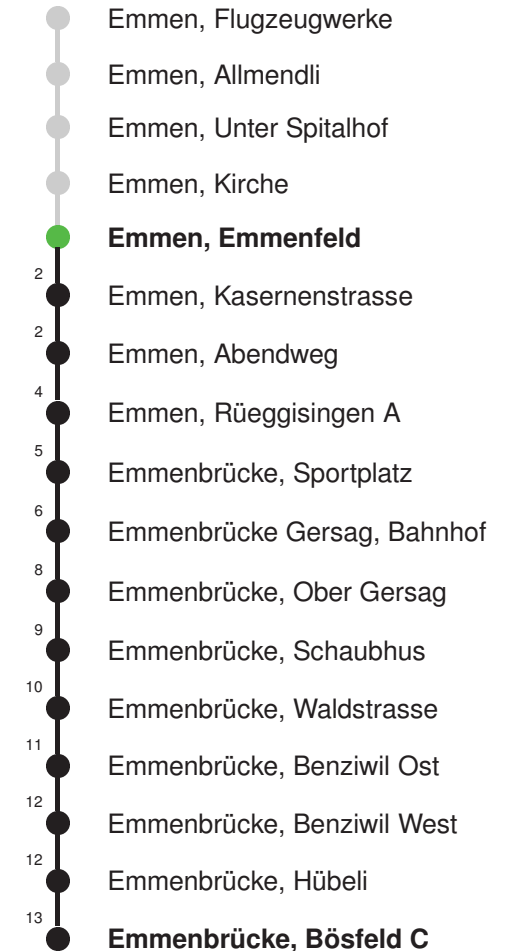 Emmen, Flugzeugwerke
Emmen, Allmendli
Emmen, Unter Spitalhof
Emmen, Kirche
Emmen, Emmenfeld
2 Emmen, Kasernenstrasse
2 Emmen, Abendweg
4 Emmen, Rüeggisingen A
5 Emmenbrücke, Sportplatz
6 Emmenbrücke Gersag, Bahnhof
8 Emmenbrücke, Ober Gersag
9 Emmenbrücke, Schaubhus
10 Emmenbrücke, Waldstrasse
11 Emmenbrücke, Benziwil Ost
12 Emmenbrücke, Benziwil West
12 Emmenbrücke, Hübeli
13 Emmenbrücke, Bösfeld C